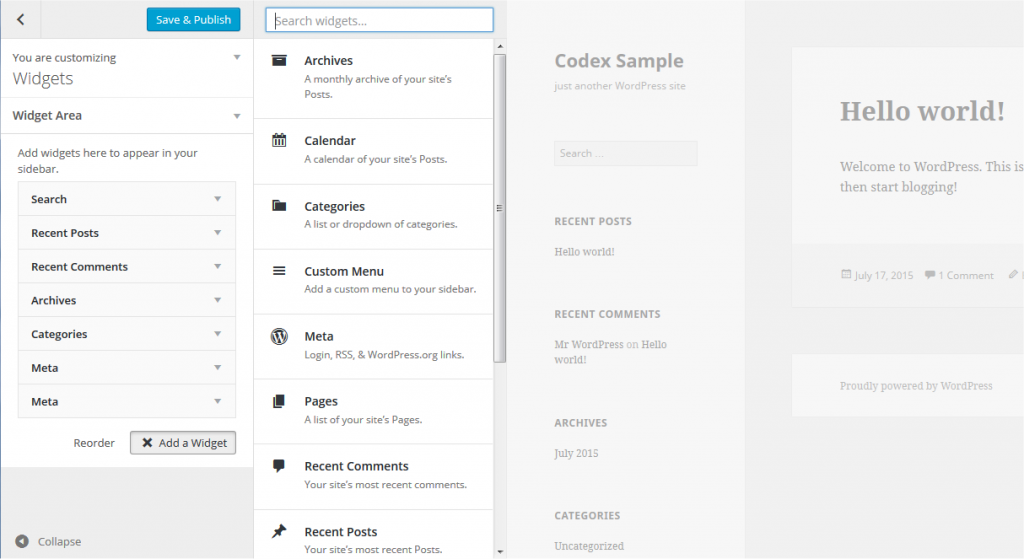 Save & Publish
You are customizing
Widgets
Widget Area
Add widgets here to appear in your
sidebar.
Search
Recent Posts
Recent Comments
Archives
Categories
Meta
Meta
Reorder
Add a Widget
Collapse
Search widgets...
Archives
A monthly archive of your site's
Posts.
Calendar
A calendar of your site's Posts.
Categories
A list or dropdown of categories.
Custom Menu
Add a custom menu to your sidebar.
Meta
Login, RSS, & WordPress.org links.
Pages
A list of your site's Pages.
Recent Comments
Your site's most recent comments.
Recent Posts
Your site's most recent Posts.
Codex Sample
just another WordPress site
Search ...
RECENT POSTS
Hello world!
RECENT COMMENTS
Mr WordPress on Hello
world!
ARCHIVES
July 2015
CATEGORIES
Uncategorized
Hello world!
Welcome to WordPress. This is
then start blogging!
July 17, 2015 1 Comment
Proudly powered by WordPress